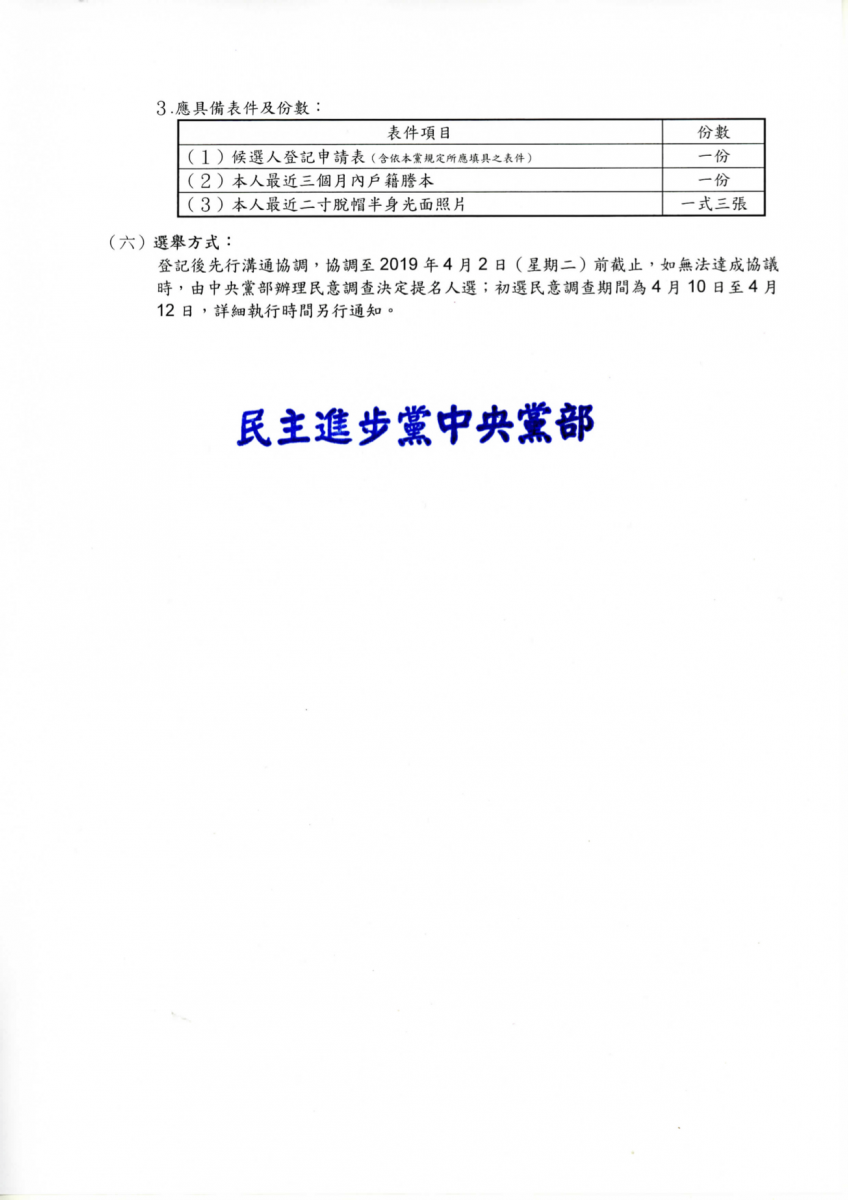 ３.應具備表件及份數：
表件項目 份數
（１）候選人登記申請表（含依本黨規定所應填具之表件） 一份
（２）本人最近三個月內戶籍謄本 一份
（３）本人最近二寸脫帽半身光面照片 一式三張
（六）選舉方式：
登記後先行溝通協調，協調至 2019 年 4 月 2 日（星期二）前截止，如無法達成協議
時，由中央黨部辦理民意調查決定提名人選；初選民意調查期間為 4 月 10 日至 4 月
12 日，詳細執行時間另行通知。
民主進步黨中央黨部